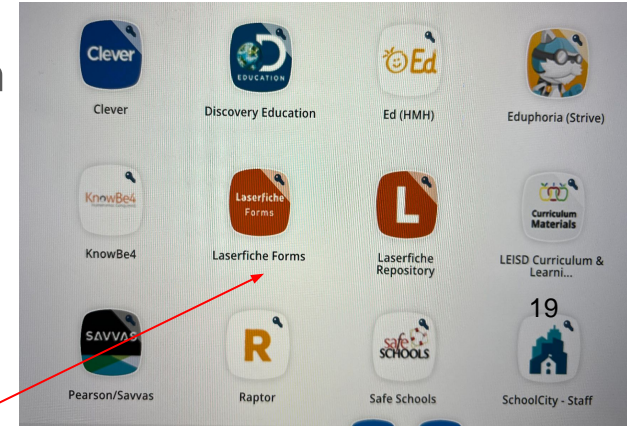 Clever
EDUCATION
Ed
Clever
Discovery Education
Ed (HMH)
Eduphoria (Strive)
KnowBe4
Laserfiche
Forms
L
Curriculum
Materials
KnowBe4
Laserfiche Forms
Laserfiche
Repository
LEISD Curriculum &
Learni...
19
SAVVAS
R
safe
SCHOOLS
Pearson/Savvas
Raptor
Safe Schools
SchoolCity - Staff